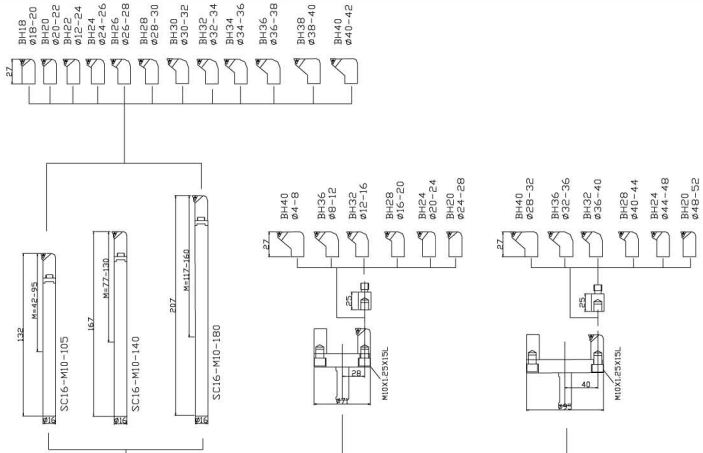 BH18
Ø18-20
BH20
Ø20-22
BH22
Ø12-24
BH24
Ø24-26
BH26
Ø26-28
BH28
Ø28-30
BH30
Ø30-32
BH32
Ø32-34
BH34
Ø34-36
BH36
Ø36-38
BH38
Ø38-40
BH40
Ø40-42
27
132
M=42-95
SC16-M10-105
Ø16
167
M=77-130
SC16-M10-140
Ø16
207
M=117-160
SC16-M10-180
Ø16
BH40
Ø4-8
BH36
Ø8-12
BH32
Ø12-16
BH28
Ø16-20
BH24
Ø20-24
BH20
Ø24-28
27
25
28
Ø71
M10X1.25X15L
BH40
Ø28-32
BH36
Ø32-36
BH32
Ø36-40
BH28
Ø40-44
BH24
Ø44-48
BH20
Ø48-52
27
25
40
Ø95
M10X1.25X15L